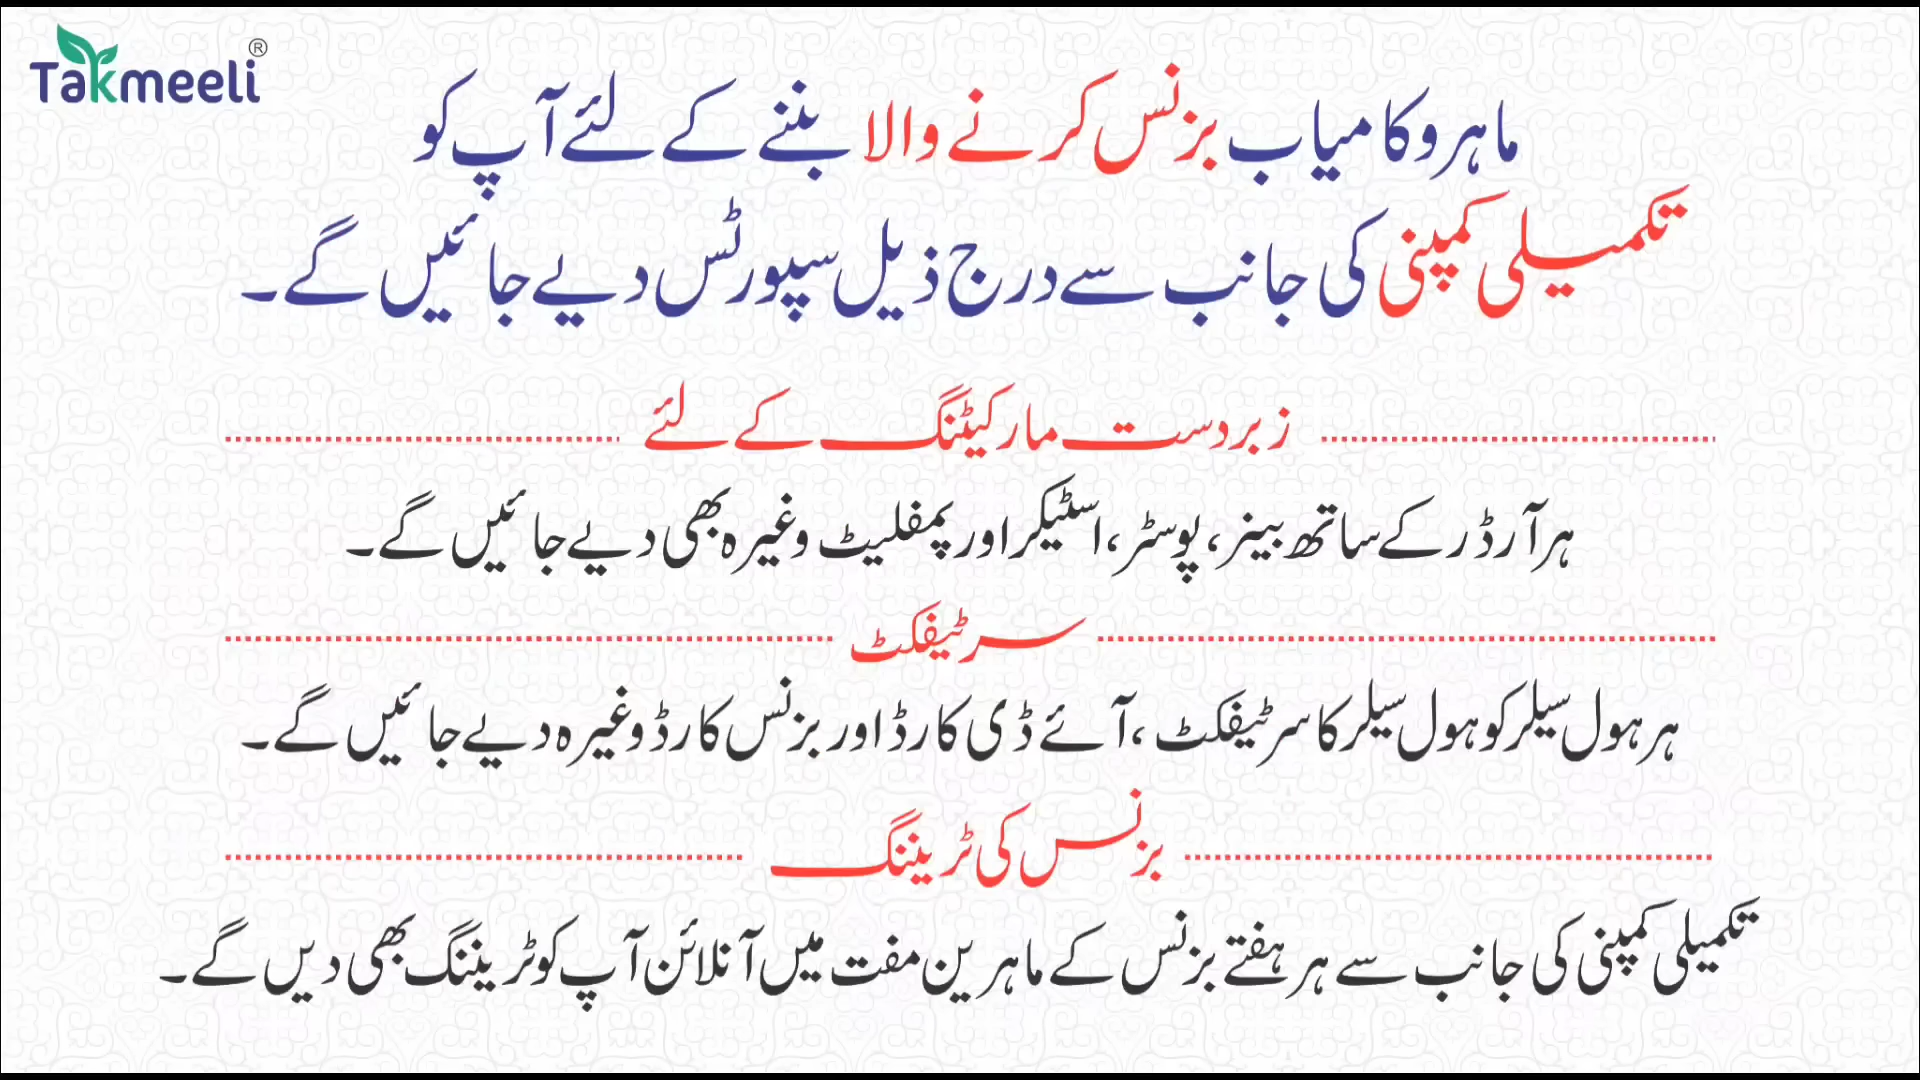 Takmeeli®
ماہر و کامیاب بزنس کرنے والا بننے کے لئے آپ کو
تکمیلی کمپنی کی جانب سے درج ذیل سپورٹس دیے جائیں گے۔
زبردست مارکیٹنگ کے لئے
ہر آرڈر کے ساتھ بینر، پوسٹر، اسٹیکر اور پمفلیٹ وغیرہ بھی دیے جائیں گے۔
سرٹیفکٹ
ہر ہول سیلر کو ہول سیلر کا سرٹیفکٹ، آئے ڈی کارڈ اور بزنس کارڈ وغیرہ دیے جائیں گے۔
بزنس کی ٹریننگ
تکمیلی کمپنی کی جانب سے ہر ہفتے بزنس کے ماہرین مفت میں آنلائن آپ کو ٹریننگ بھی دیں گے۔